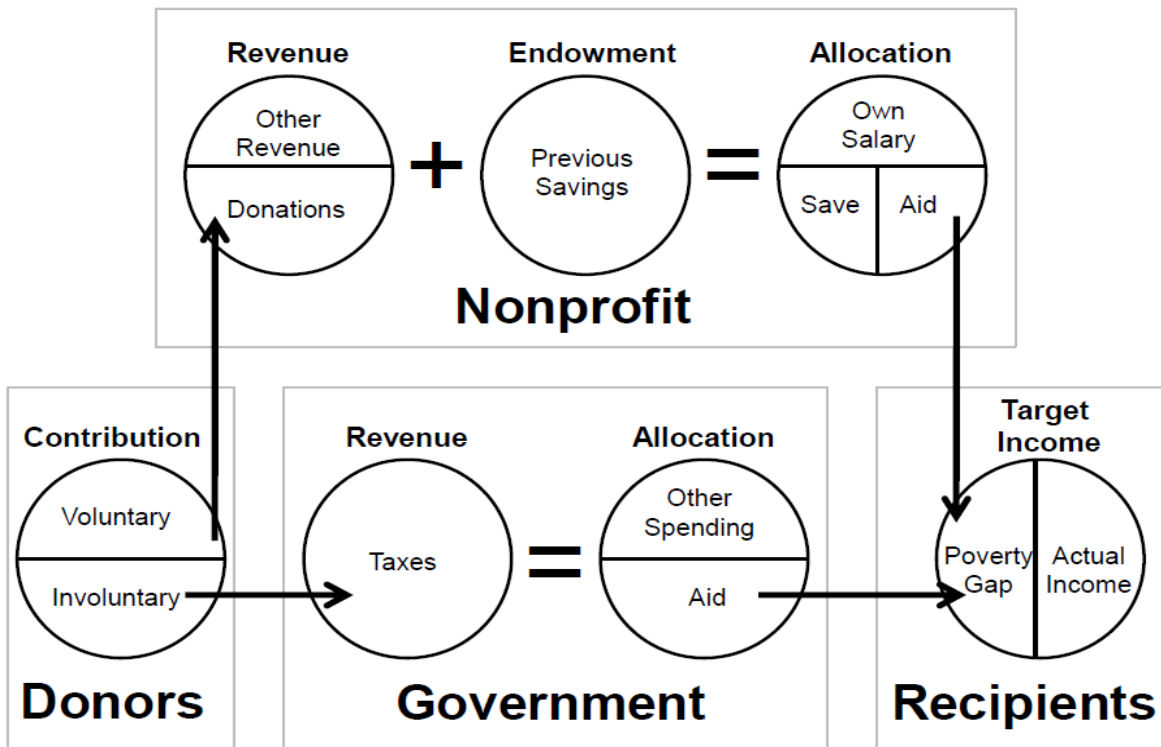 Revenue
Endowment
Allocation
Other
Revenue
Donations
+
Previous
Savings
=
Own
Salary
Save
Aid
Nonprofit
Contribution
Voluntary
Involuntary
Donors
Revenue
Taxes
=
Allocation
Other
Spending
Aid
Government
Target
Income
Poverty
Gap
Actual
Income
Recipients